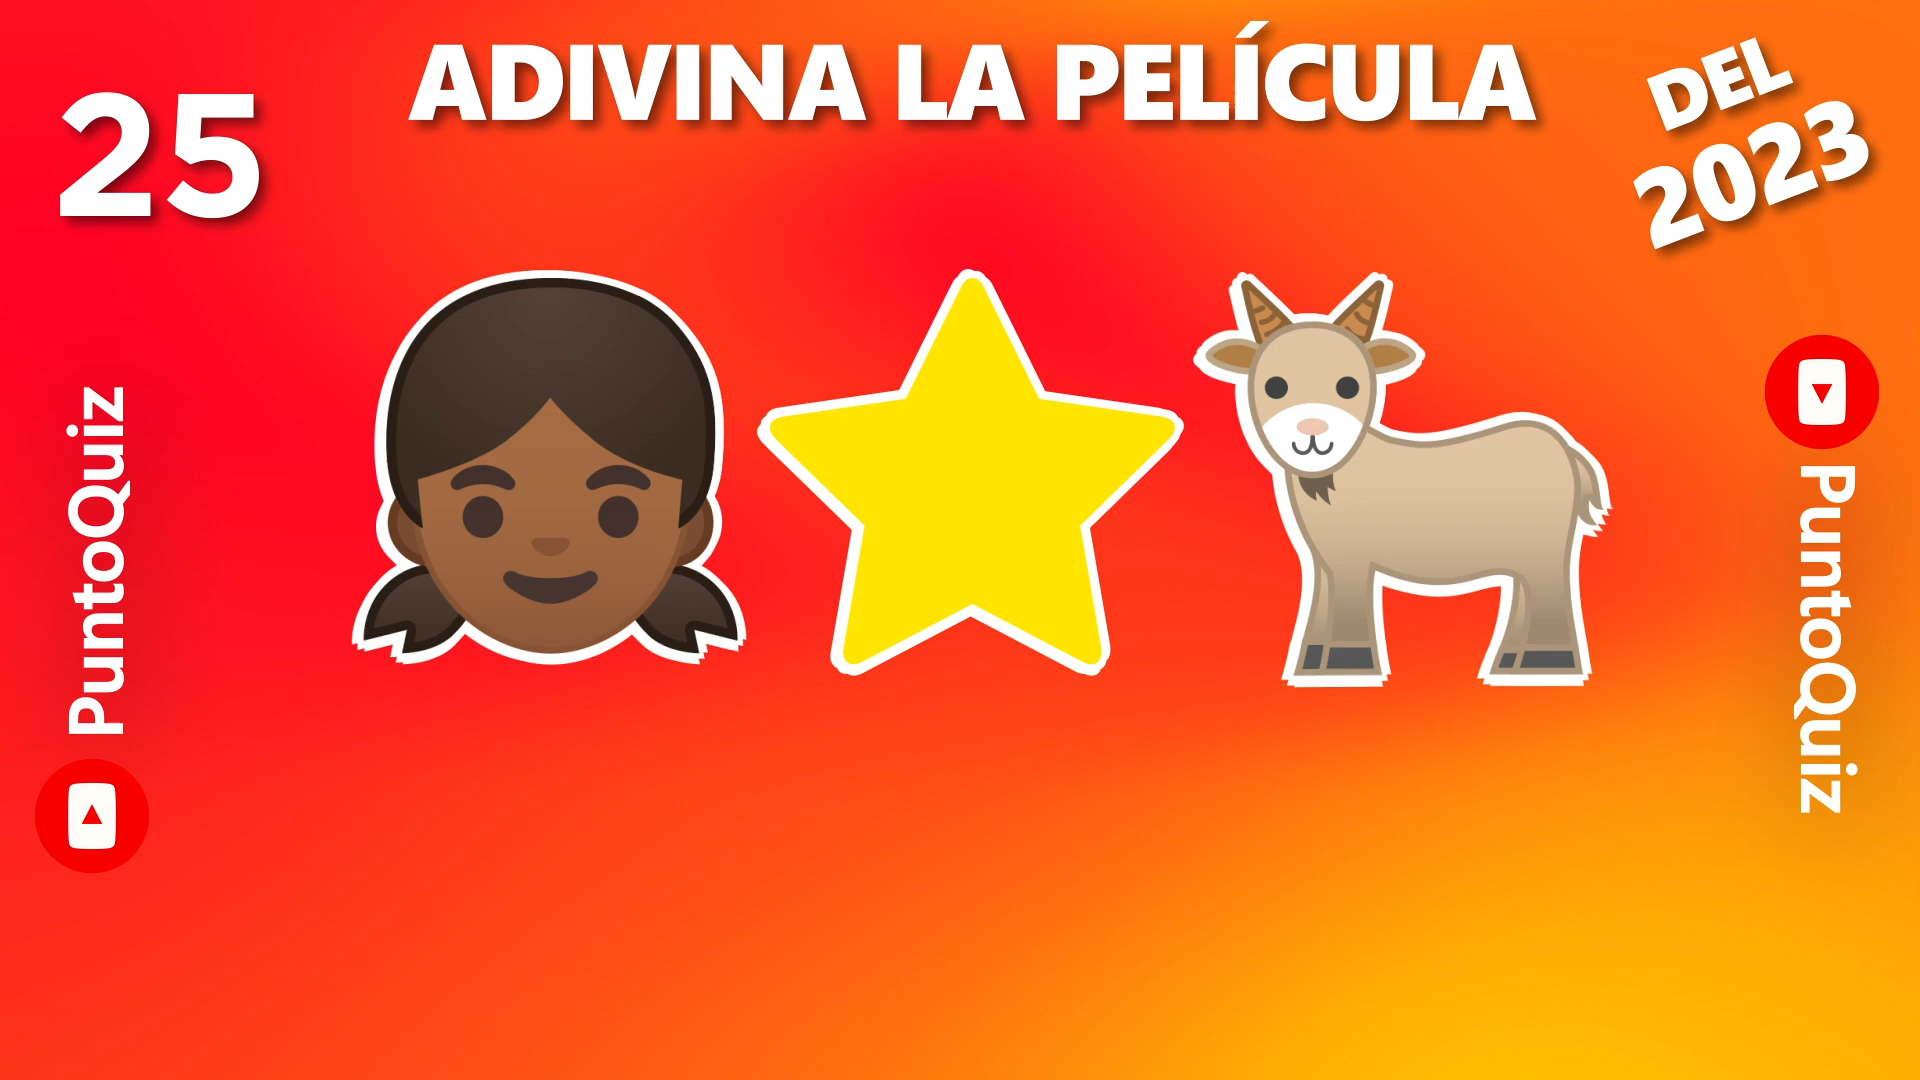 25
ADIVINA LA PELÍCULA
DEL
2023
PuntoQuiz
PuntoQuiz